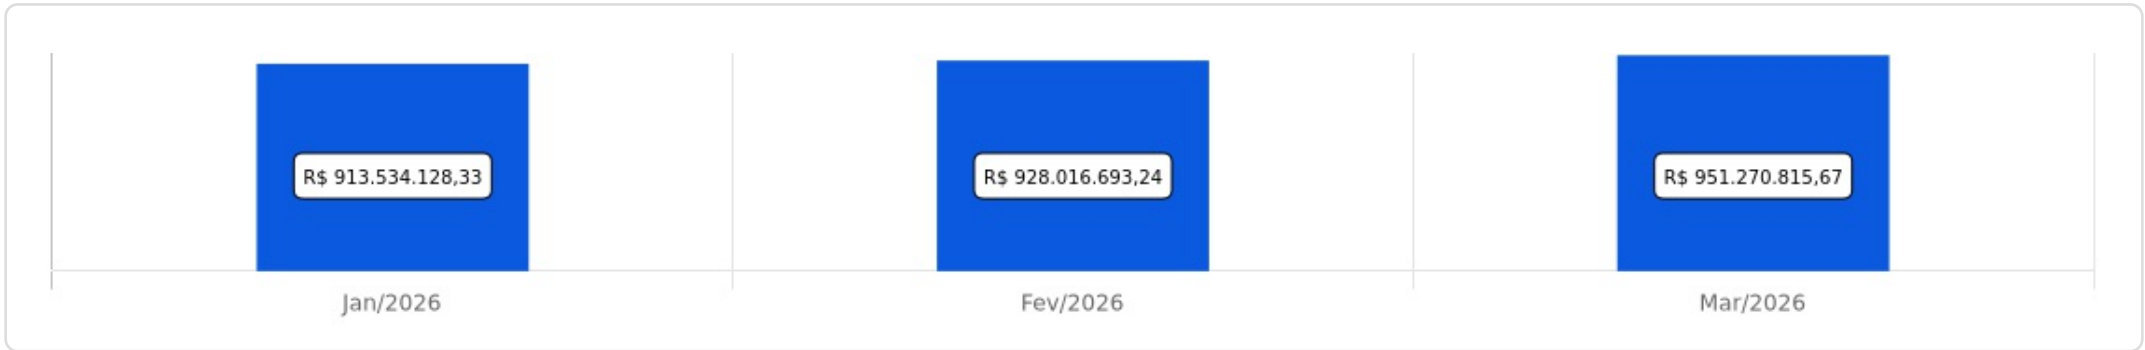 R$ 913.534.128,33
R$ 928.016.693,24
R$ 951.270.815,67
Jan/2026
Fev/2026
Mar/2026